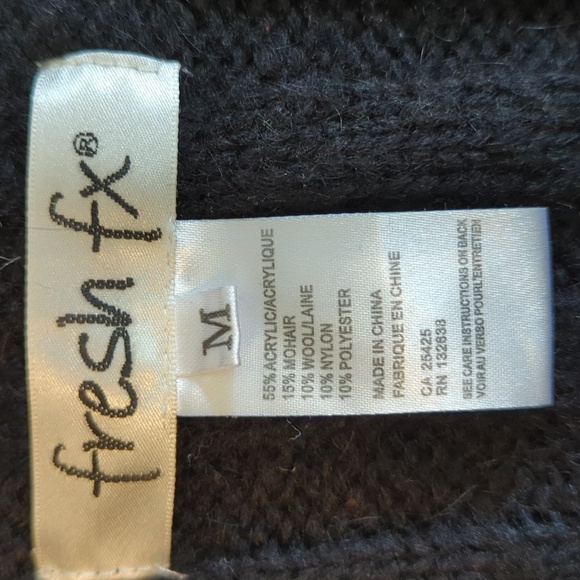 fresh fx®
M
55% ACRYLIC/ACRYLIQUE
15% MOHAIR
10% WOOL/LAINE
10% NYLON
10% POLYESTER
MADE IN CHINA
FABRIQUE EN CHINE
CA 25425
RN 132638
SEE CARE INSTRUCTIONS ON BACK
VOIR AU VERSO POUR L'ENTRETIEN